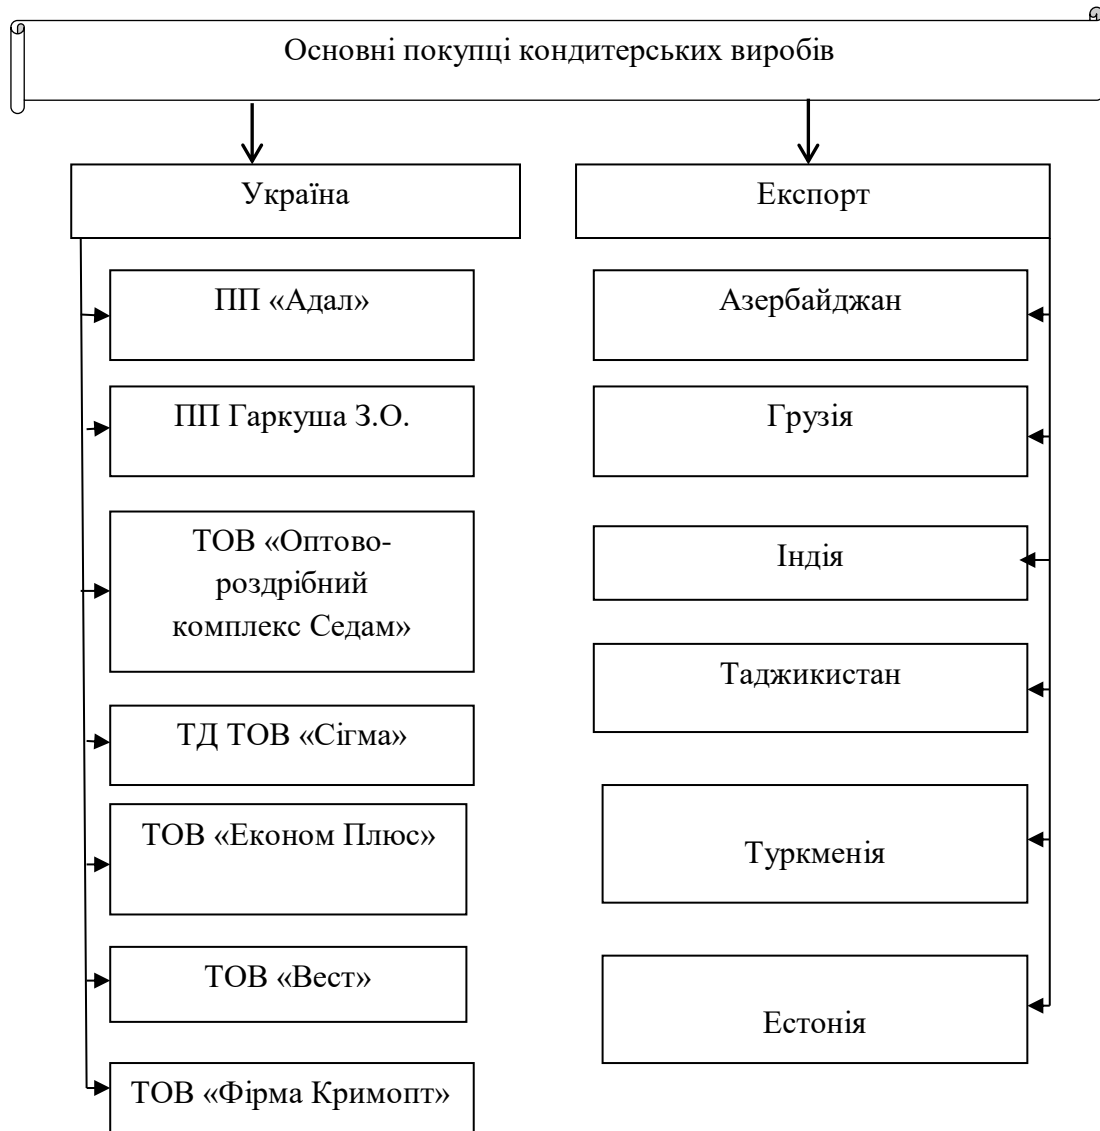 Основні покупці кондитерських виробів
Україна
Експорт
ПП «Адал»
ПП Гаркуша З.О.
ТОВ «Оптово-
роздрібний
комплекс Седам»
ТД ТОВ «Сігма»
ТОВ «Економ Плюс»
ТОВ «Вест»
ТОВ «Фірма Кримопт»
Азербайджан
Грузія
Індія
Таджикистан
Туркменія
Естонія